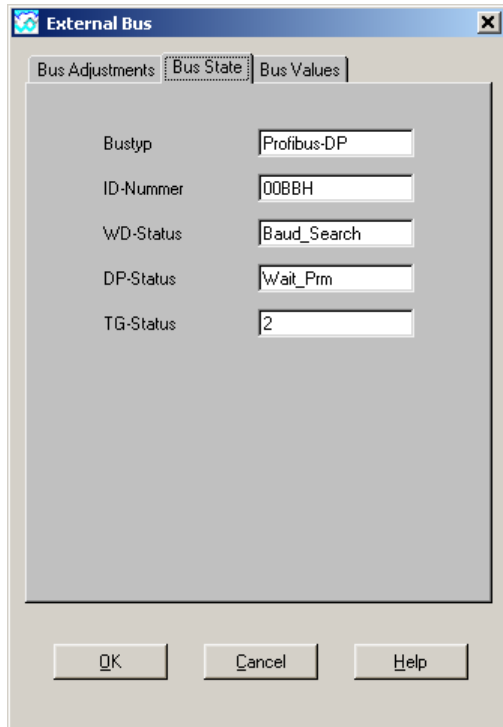 External Bus
Bus Adjustments Bus State Bus Values
Bustyp Profibus-DP
ID-Nummer 00BBH
WD-Status Baud_Search
DP-Status Wait_Prm
TG-Status 2
OK Cancel Help